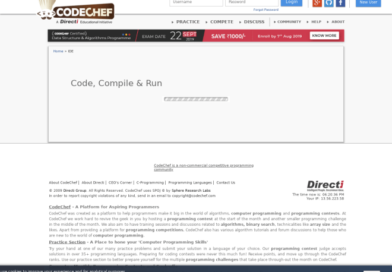 Username
Password
Login
New User
Forgot Password
CODECHEF
A Directi Educational Initiative
PRACTICE
COMPETE
DISCUSS
COMMUNITY
HELP
ABOUT
Data Structure & Algorithms Programme
EXAM DATE
22 SEPT
SAVE ₹1000/-
Enrol by 7th Aug 2019
KNOW MORE
Home » IDE
Code, Compile & Run
CodeChef is a non-commercial competitive programming community
About CodeChef | About Directi | CEO's Corner | C Programming | Programming Languages | Contact Us
© 2009 Directi Group. All Rights Reserved. CodeChef uses SPOJ © by Sphere Research Labs
In order to report copyright violations of any kind, send in an email to copyright@codechef.com
Directi
The time now is:
Your IP:
CodeChef - A Platform for Aspiring Programmers
CodeChef was created as a platform to help programmers make it big in the world of algorithms, computer programming and programming contests. At
CodeChef we work hard to revive the geek in you by hosting a programming contest at the start of the month and another smaller programming challenge
in the middle of the month. We also aim to have training sessions and discussions related to algorithms, binary search, technicalities like array size and the
likes. Apart from providing a platform for programming competitions, CodeChef also has various algorithm tutorials and forum discussions to help those who
are new to the world of computer programming.
Practice Section - A Place to hone your 'Computer Programming Skills'
Try your hand at one of our many practice problems and submit your solution in a language of your choice. Our programming contest judge accepts
solutions in over 35+ programming languages. Preparing for coding contests were never this much fun! Receive points, and move up through the CodeChef
ranks. Use our practice section to better prepare yourself for the multiple programming challenges that take place through-out the month on CodeChef.